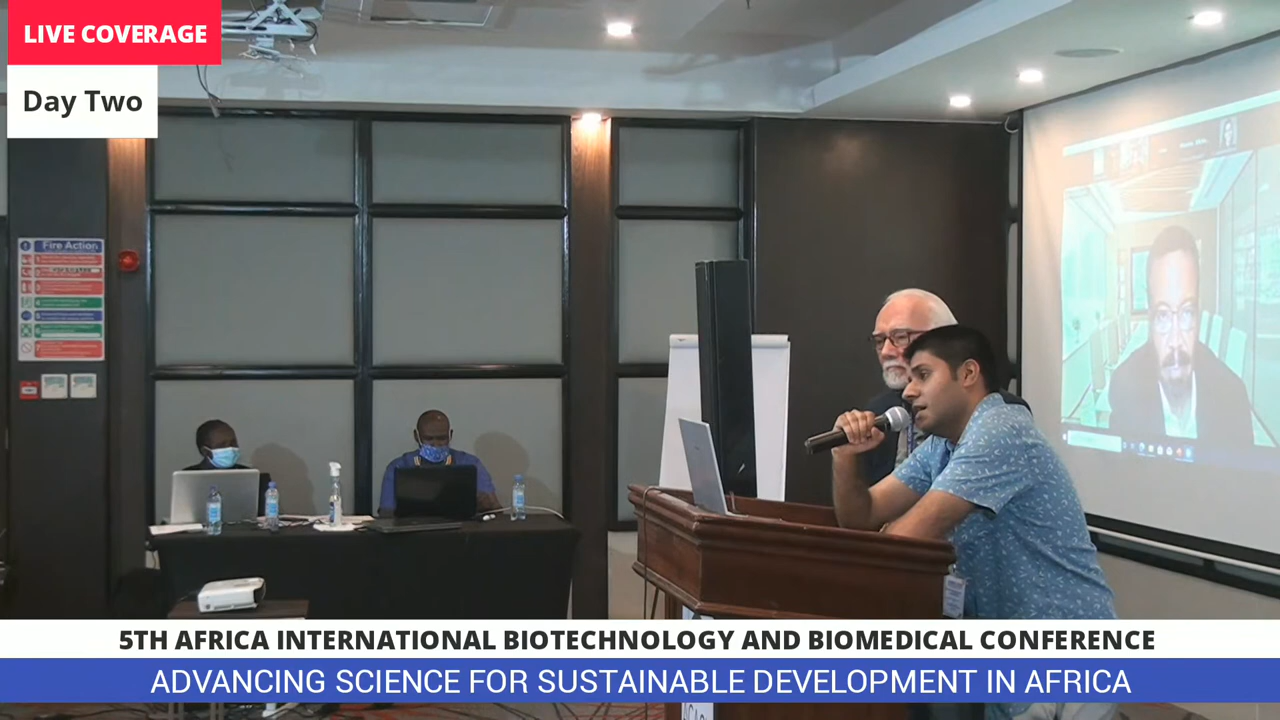 LIVE COVERAGE
Day Two
Fire Action
5TH AFRICA INTERNATIONAL BIOTECHNOLOGY AND BIOMEDICAL CONFERENCE
ADVANCING SCIENCE FOR SUSTAINABLE DEVELOPMENT IN AFRICA